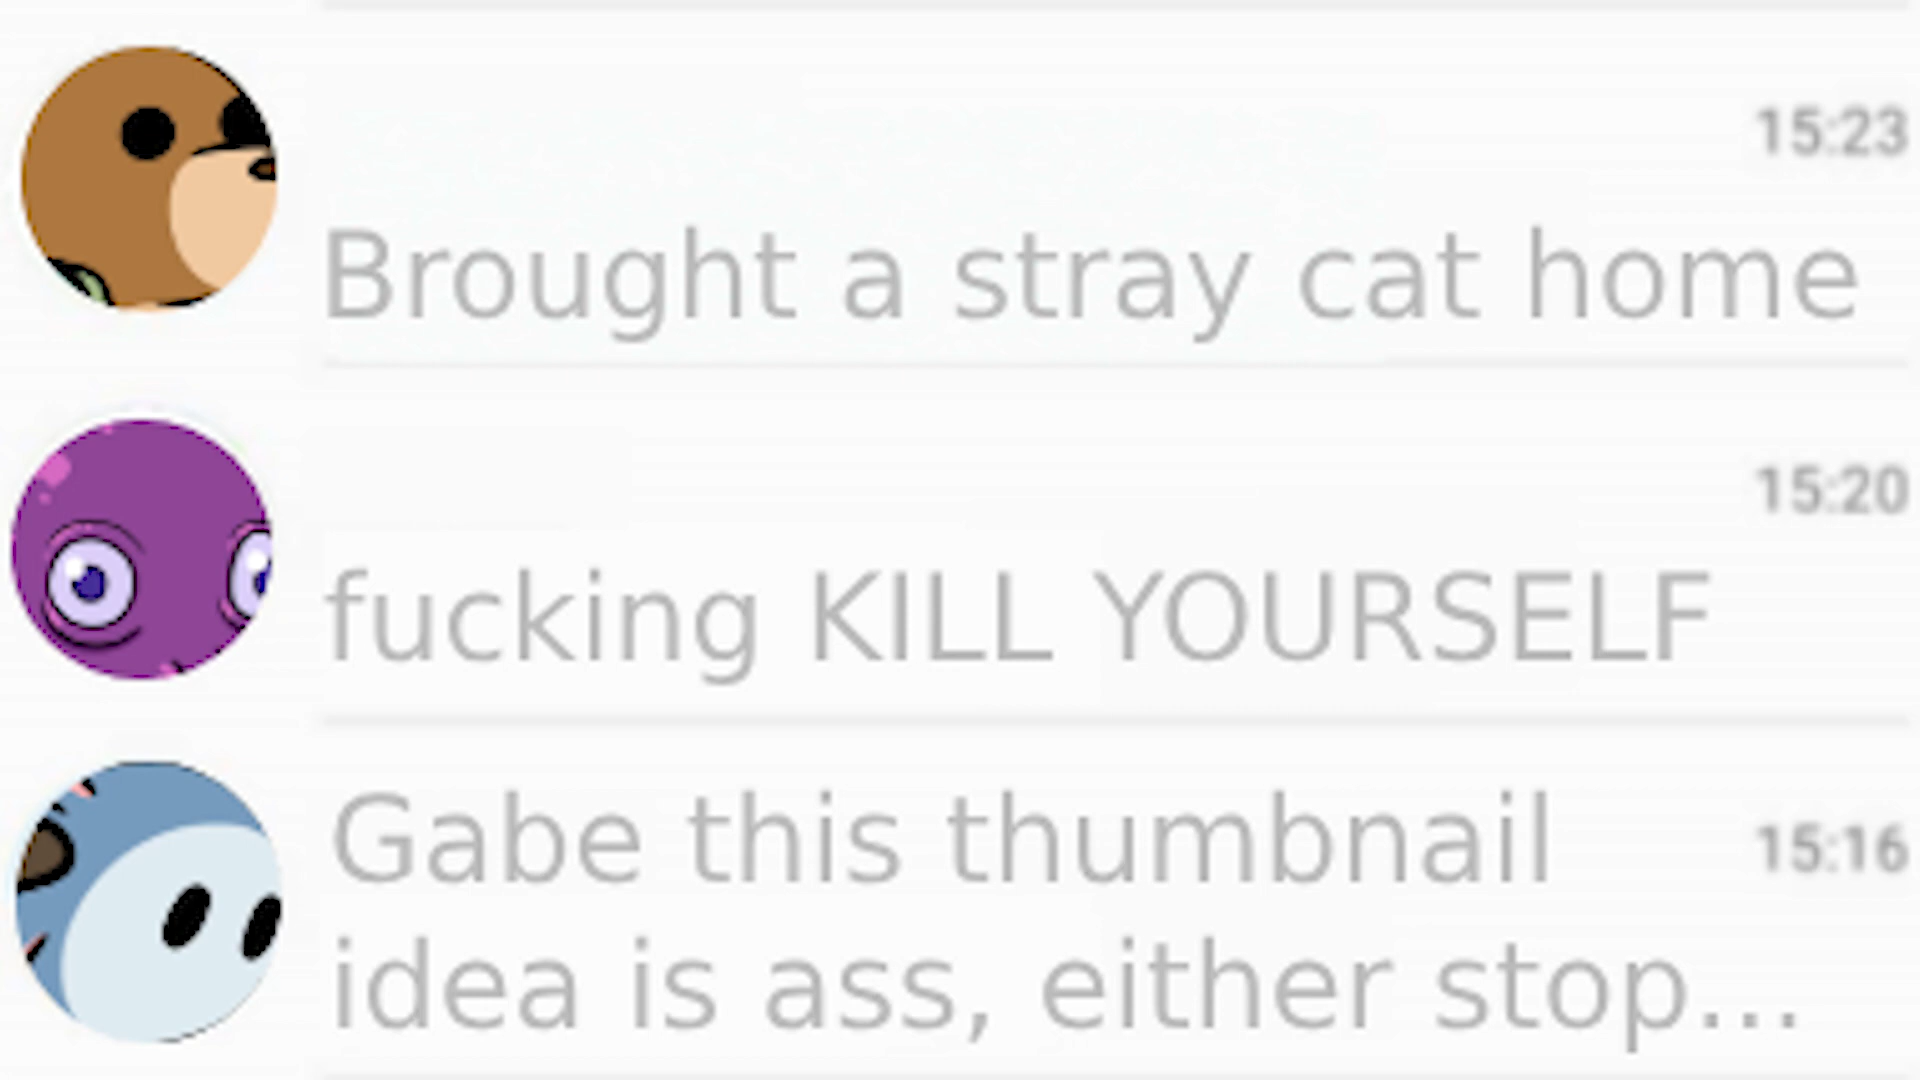 15:23
Brought a stray cat home
15:20
fucking KILL YOURSELF
Gabe this thumbnail
15:16
idea is ass, either stop...